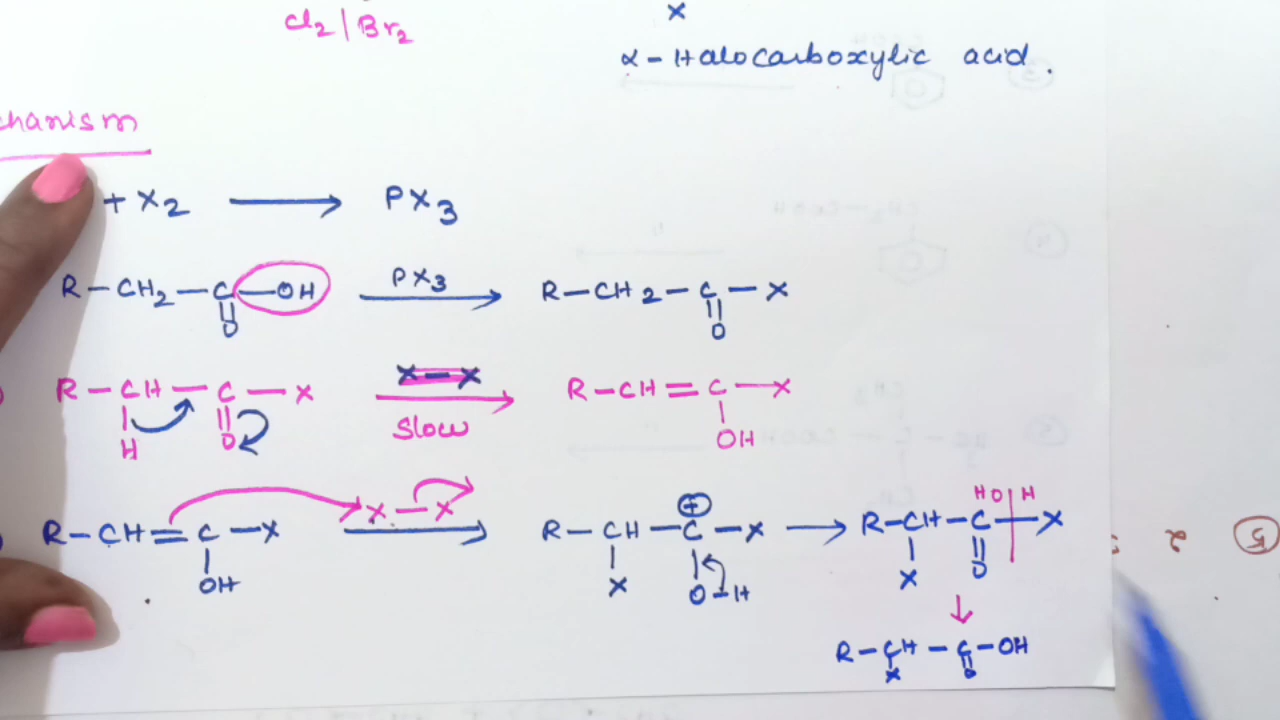 Cl2 | Br2
X
α - Halocarboxylic acid.
chanism
+ X2 ⟶ PX3
R - CH2 - C - OH PX3 ⟶ R - CH2 - C - X
O O
R - CH - C - X X - X ⟶ R - CH = C - X
H O Slow OH
R - CH = C - X X - X ⟶ R - CH - C - X ⟶ R - CH - C - X
OH X O - H X O
+ HO | H
↓
R - CH - C - OH
X O
5